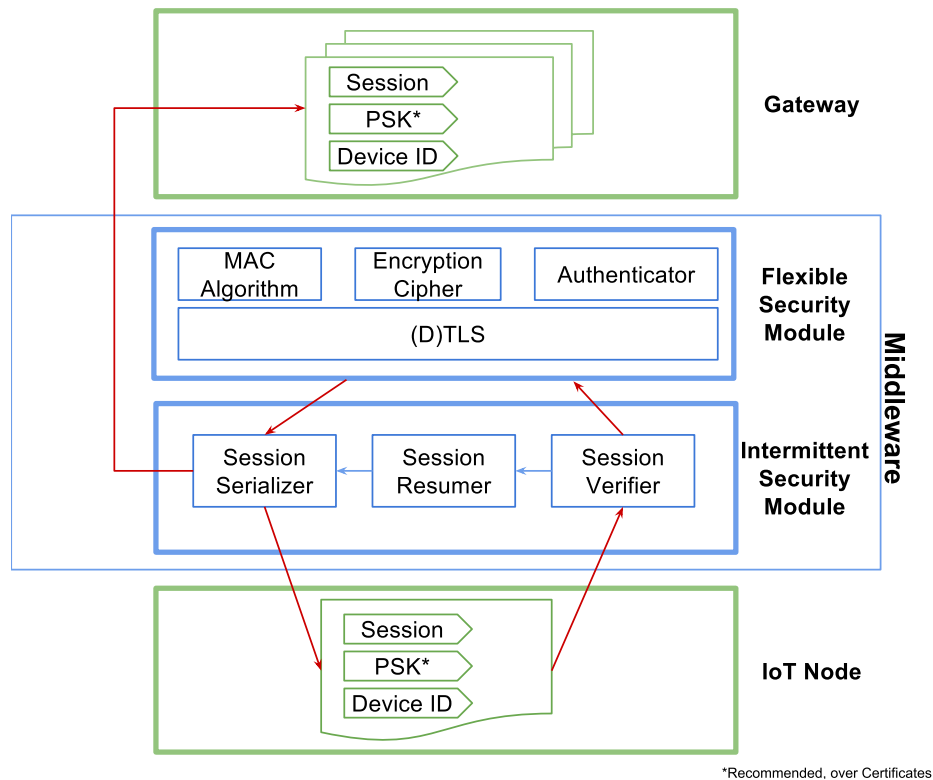 Session
PSK*
Device ID
Gateway
MAC
Algorithm
Encryption
Cipher
Authenticator
(D)TLS
Flexible
Security
Module
Middleware
Session
Serializer
Session
Resumer
Session
Verifier
Intermittent
Security
Module
Session
PSK*
Device ID
IoT Node
*Recommended, over Certificates